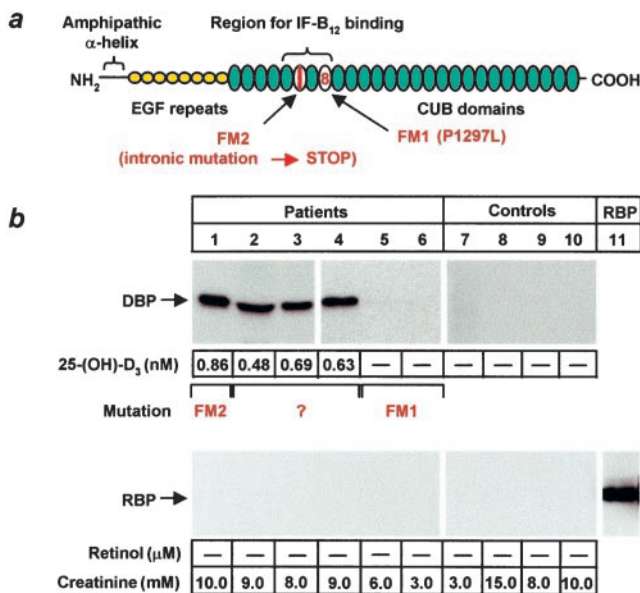 a
Amphipathic
α-helix
Region for IF-B12 binding
NH2
8
COOH
EGF repeats
CUB domains
FM2
(intronic mutation → STOP)
FM1 (P1297L)
b
Patients Controls RBP
1 2 3 4 5 6 7 8 9 10 11
DBP
25-(OH)-D3 (nM) 0.86 0.48 0.69 0.63 — — — — — —
Mutation FM2 ? FM1
RBP
Retinol (μM) — — — — — — — — — —
Creatinine (mM) 10.0 9.0 8.0 9.0 6.0 3.0 3.0 15.0 8.0 10.0